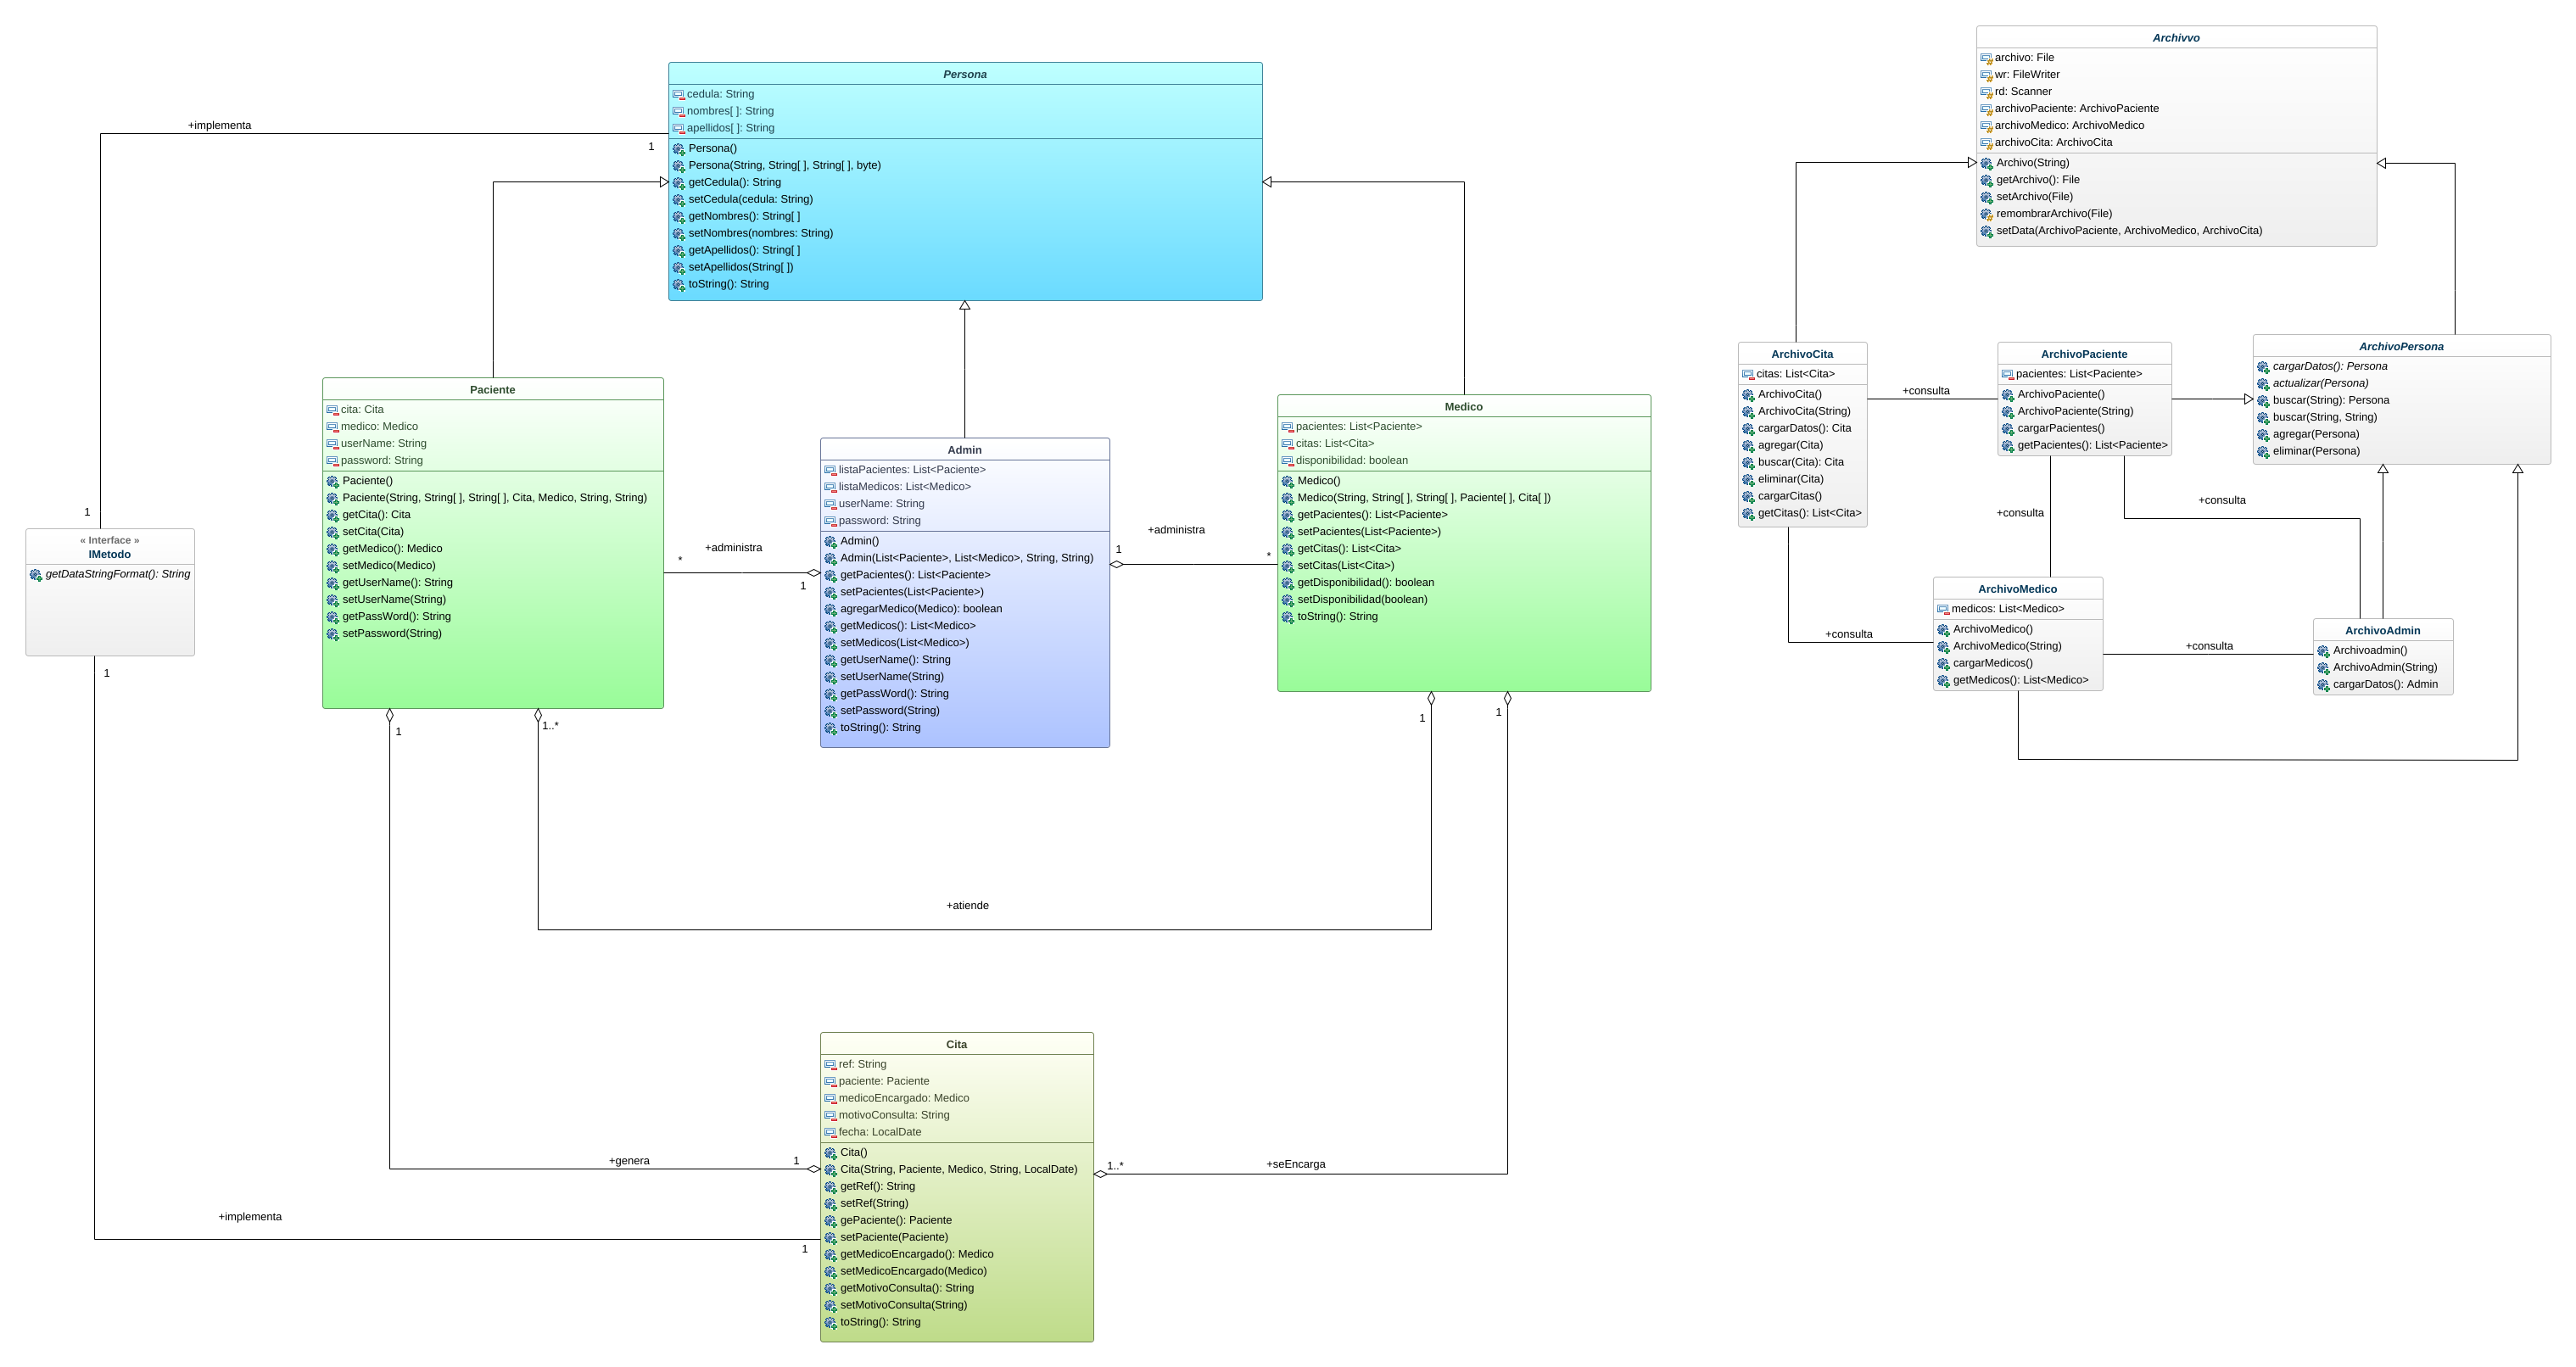 Persona
cedula: String
nombres[ ]: String
apellidos[ ]: String
Persona()
Persona(String, String[ ], String[ ], byte)
getCedula(): String
setCedula(cedula: String)
getNombres(): String[ ]
setNombres(nombres: String)
getApellidos(): String[ ]
setApellidos(String[ ])
toString(): String
+implementa
1
1
« Interface »
IMetodo
getDataStringFormat(): String
1
Paciente
cita: Cita
medico: Medico
userName: String
password: String
Paciente()
Paciente(String, String[ ], String[ ], Cita, Medico, String, String)
getCita(): Cita
setCita(Cita)
getMedico(): Medico
setMedico(Medico)
getUserName(): String
setUserName(String)
getPassWord(): String
setPassword(String)
+administra
*
1
Admin
listaPacientes: List<Paciente>
listaMedicos: List<Medico>
userName: String
password: String
Admin()
Admin(List<Paciente>, List<Medico>, String, String)
getPacientes(): List<Paciente>
setPacientes(List<Paciente>)
agregarMedico(Medico): boolean
getMedicos(): List<Medico>
setMedicos(List<Medico>)
getUserName(): String
setUserName(String)
getPassWord(): String
setPassword(String)
toString(): String
+administra
1
*
Medico
pacientes: List<Paciente>
citas: List<Cita>
disponibilidad: boolean
Medico()
Medico(String, String[ ], String[ ], Paciente[ ], Cita[ ])
getPacientes(): List<Paciente>
setPacientes(List<Paciente>)
getCitas(): List<Cita>
setCitas(List<Cita>)
getDisponibilidad(): boolean
setDisponibilidad(boolean)
toString(): String
1
1..*
1
1
+atiende
Cita
ref: String
paciente: Paciente
medicoEncargado: Medico
motivoConsulta: String
fecha: LocalDate
Cita()
Cita(String, Paciente, Medico, String, LocalDate)
getRef(): String
setRef(String)
gePaciente(): Paciente
setPaciente(Paciente)
getMedicoEncargado(): Medico
setMedicoEncargado(Medico)
getMotivoConsulta(): String
setMotivoConsulta(String)
toString(): String
+genera
1
1..*
+seEncarga
+implementa
1
Archivvo
archivo: File
wr: FileWriter
rd: Scanner
archivoPaciente: ArchivoPaciente
archivoMedico: ArchivoMedico
archivoCita: ArchivoCita
Archivo(String)
getArchivo(): File
setArchivo(File)
remombrarArchivo(File)
setData(ArchivoPaciente, ArchivoMedico, ArchivoCita)
ArchivoCita
citas: List<Cita>
ArchivoCita()
ArchivoCita(String)
cargarDatos(): Cita
agregar(Cita)
buscar(Cita): Cita
eliminar(Cita)
cargarCitas()
getCitas(): List<Cita>
+consulta
ArchivoPaciente
pacientes: List<Paciente>
ArchivoPaciente()
ArchivoPaciente(String)
cargarPacientes()
getPacientes(): List<Paciente>
ArchivoPersona
cargarDatos(): Persona
actualizar(Persona)
buscar(String): Persona
buscar(String, String)
agregar(Persona)
eliminar(Persona)
+consulta
+consulta
ArchivoMedico
medicos: List<Medico>
ArchivoMedico()
ArchivoMedico(String)
cargarMedicos()
getMedicos(): List<Medico>
+consulta
+consulta
ArchivoAdmin
Archivoadmin()
ArchivoAdmin(String)
cargarDatos(): Admin